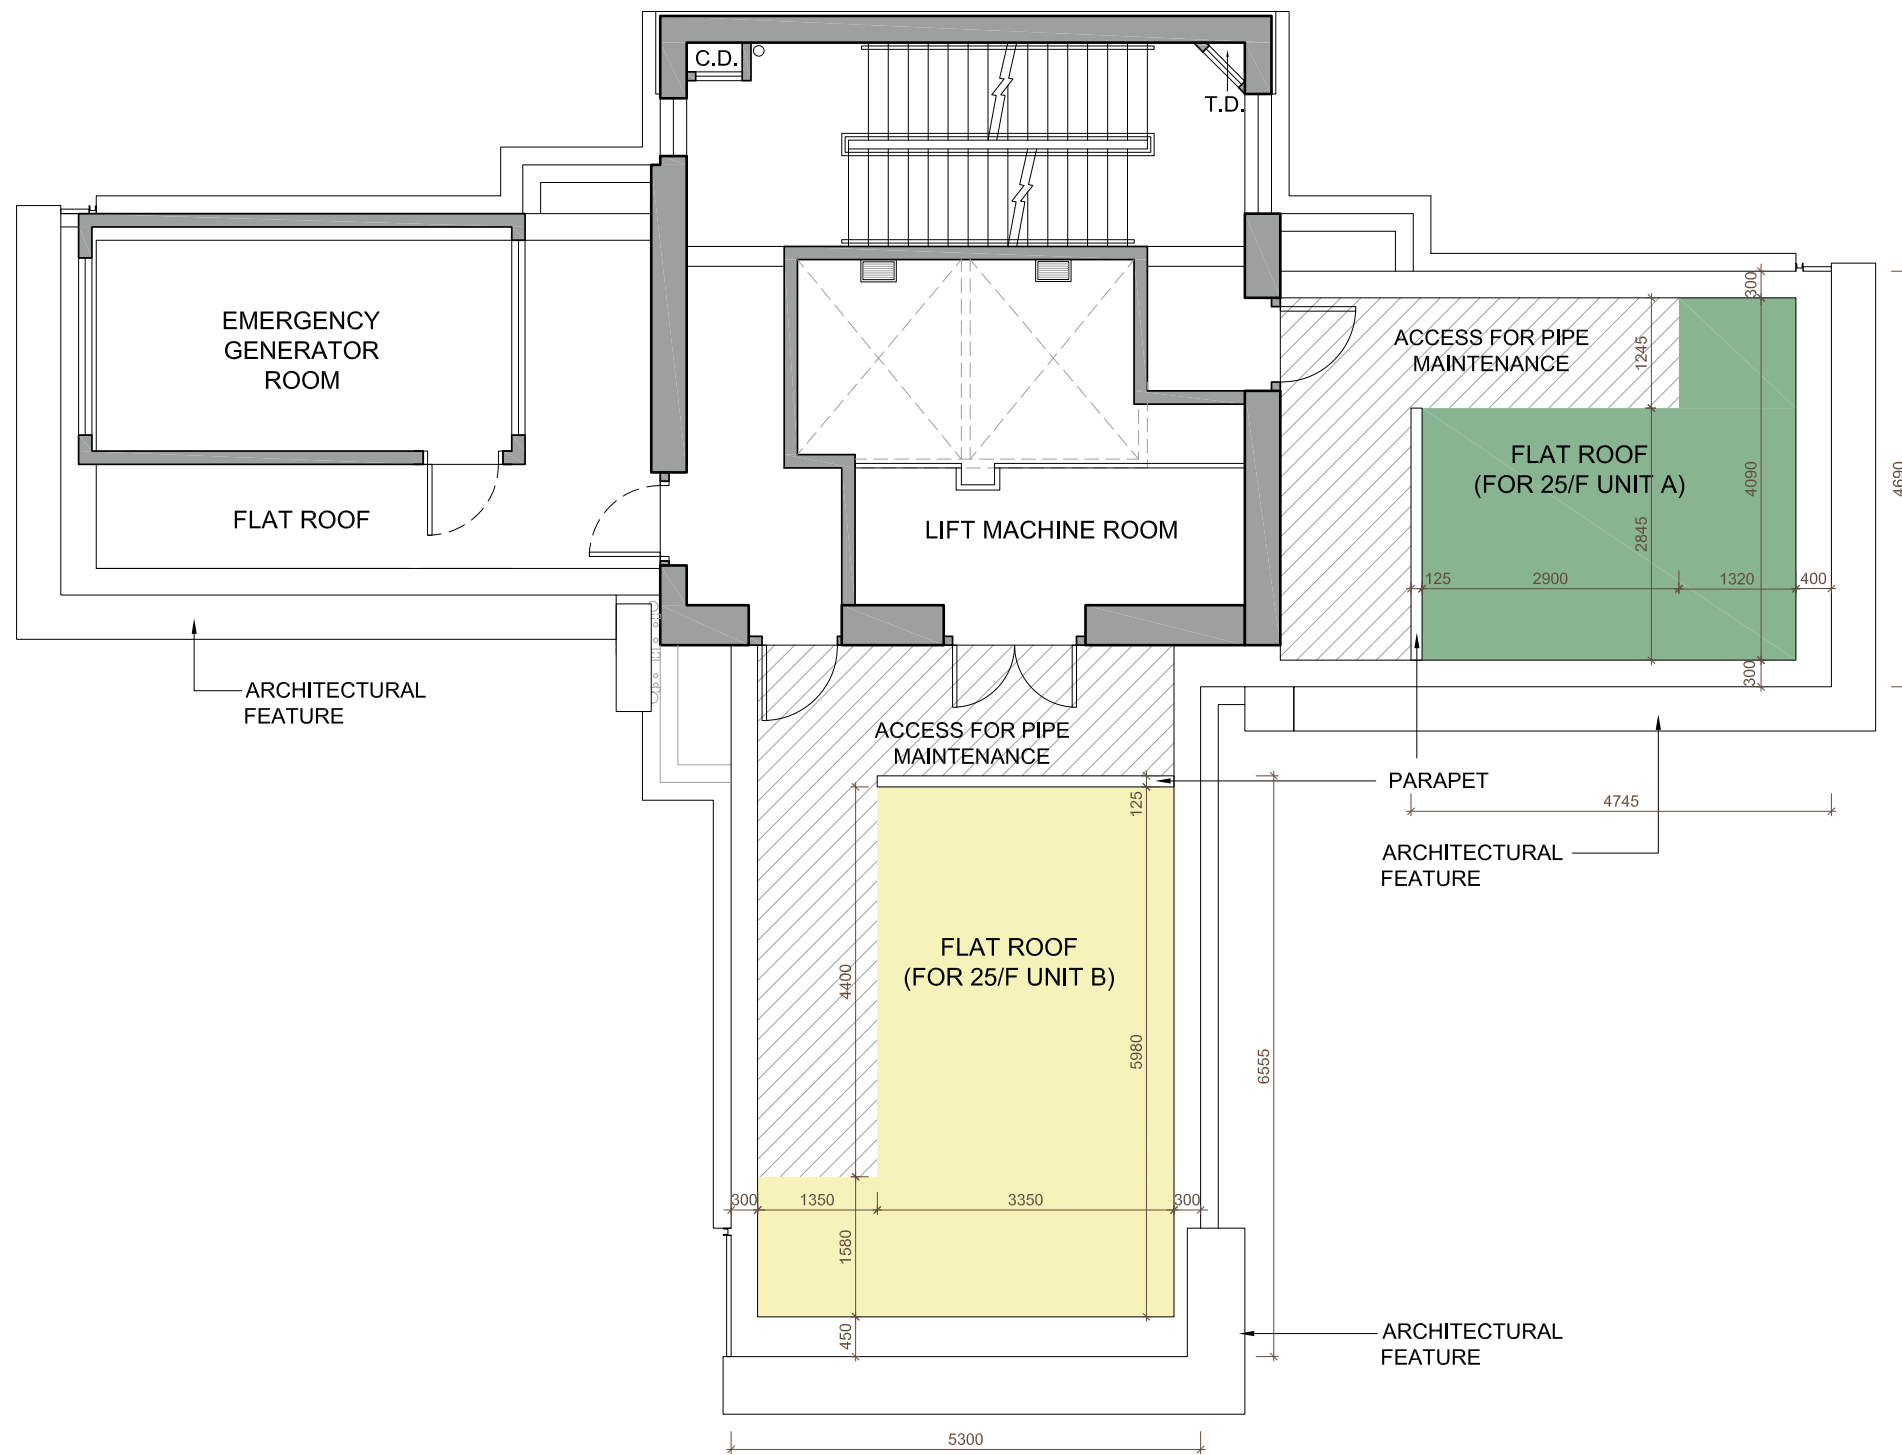 C.D.
T.D.
EMERGENCY
GENERATOR
ROOM
FLAT ROOF
ARCHITECTURAL
FEATURE
LIFT MACHINE ROOM
ACCESS FOR PIPE
MAINTENANCE
300
1245
4090
4690
2845
FLAT ROOF
(FOR 25/F UNIT A)
125
2900
1320
400
300
ACCESS FOR PIPE
MAINTENANCE
PARAPET
4745
125
ARCHITECTURAL
FEATURE
FLAT ROOF
(FOR 25/F UNIT B)
4400
5980
6555
300
1350
3350
300
1580
450
ARCHITECTURAL
FEATURE
5300